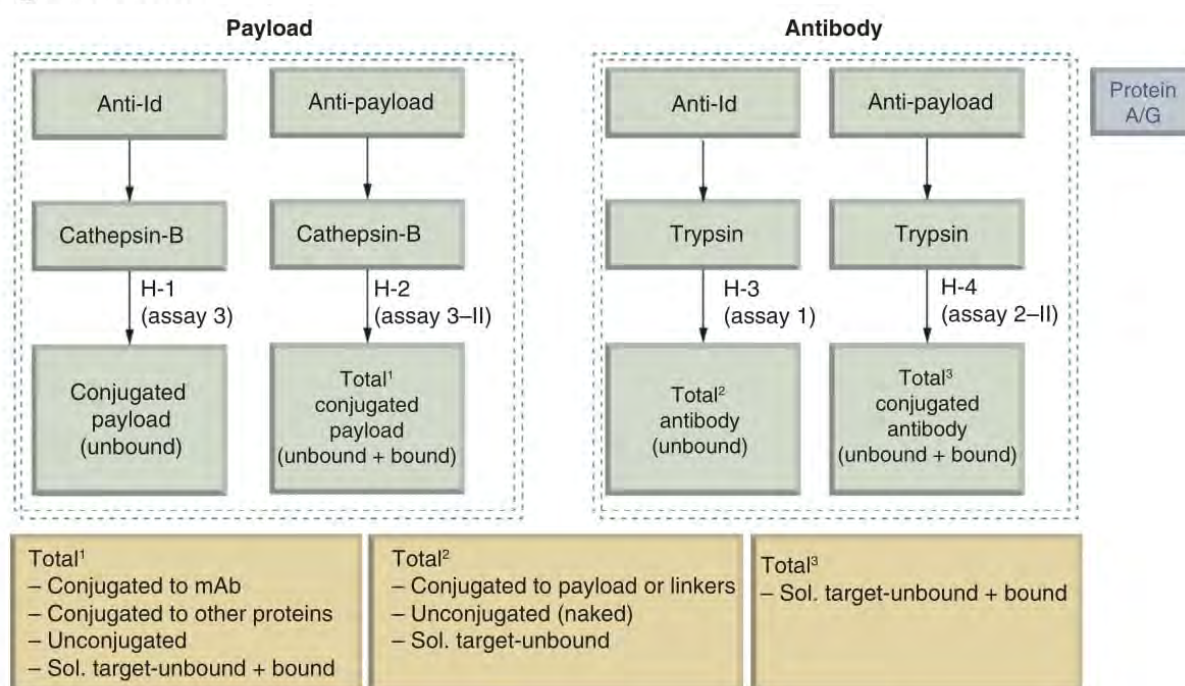 Payload
Antibody
Anti-Id
Anti-payload
Anti-Id
Anti-payload
Protein
A/G
Cathepsin-B
Cathepsin-B
Trypsin
Trypsin
H-1
(assay 3)
H-2
(assay 3–II)
H-3
(assay 1)
H-4
(assay 2–II)
Conjugated
payload
(unbound)
Total¹
conjugated
payload
(unbound + bound)
Total²
antibody
(unbound)
Total³
conjugated
antibody
(unbound + bound)
Total¹
– Conjugated to mAb
– Conjugated to other proteins
– Unconjugated
– Sol. target-unbound + bound
Total²
– Conjugated to payload or linkers
– Unconjugated (naked)
– Sol. target-unbound
Total³
– Sol. target-unbound + bound